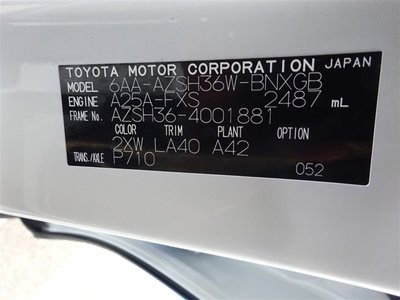 TOYOTA MOTOR CORPORATION JAPAN
MODEL 6AA-AZSH36W-BNXGB
ENGINE A25A-FXS 2487 mL
FRAME No. AZSH36-4001881
COLOR TRIM PLANT OPTION
2XW LA40 A42
TRANS./AXLE P710
052